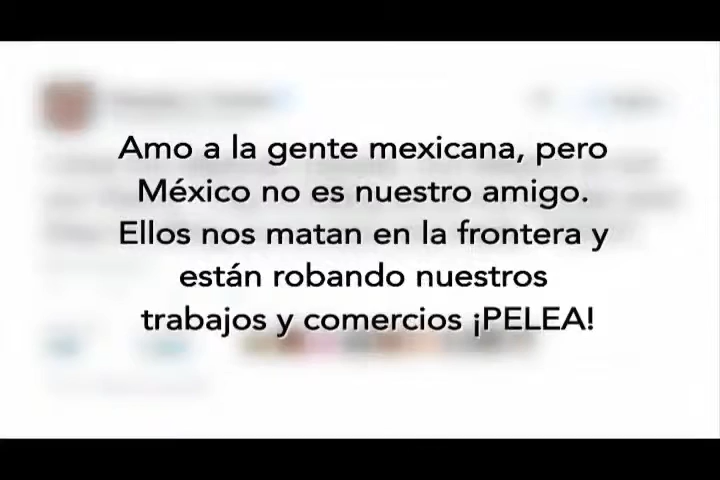 Amo a la gente mexicana, pero
México no es nuestro amigo.
Ellos nos matan en la frontera y
están robando nuestros
trabajos y comercios ¡PELEA!